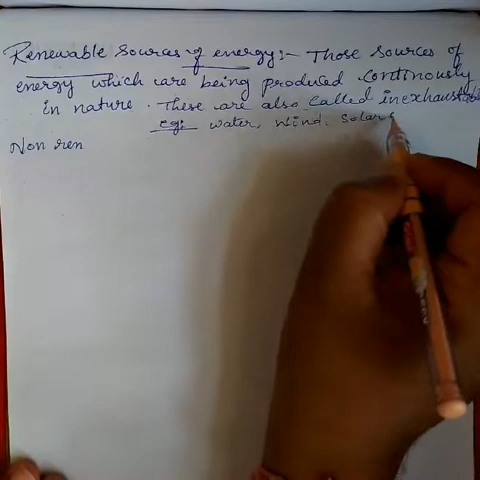 Renewable Sources of energy:- Those Sources of
energy which are being produced Continously
in nature. These are also called inexhaustible
eg:- water, Wind. Solar
Non ren